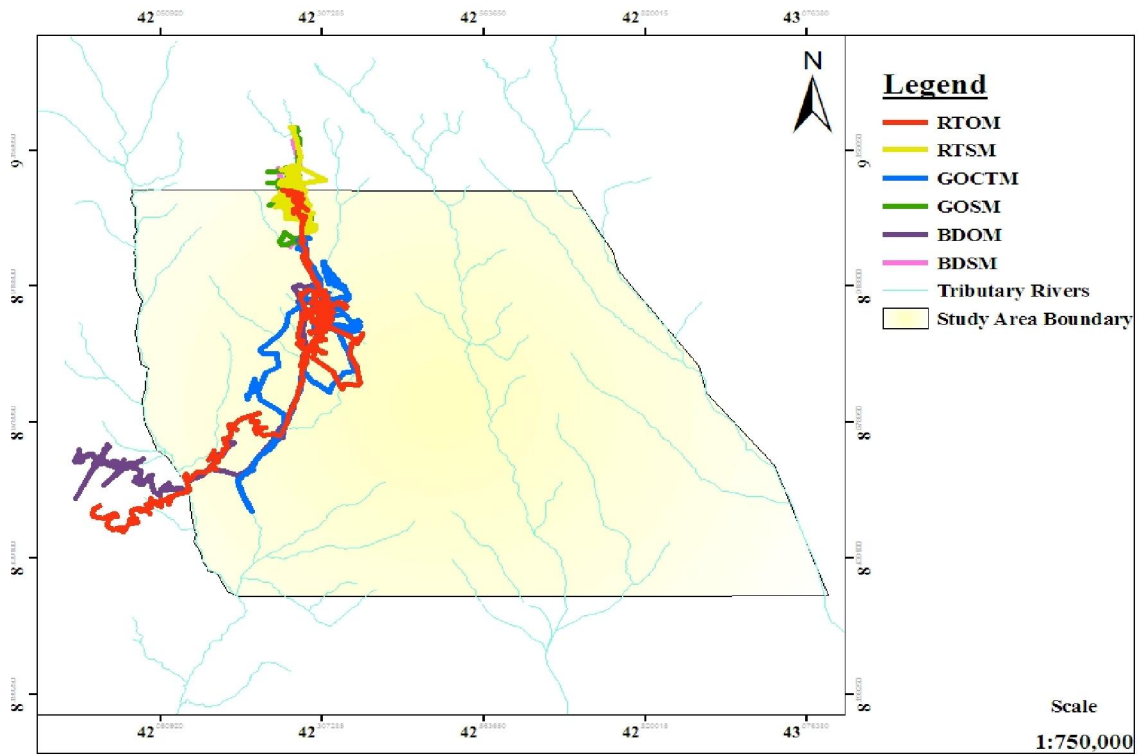 42 42 42 42 43
N
Legend
RTOM
RTSM
GOCTM
GOSM
BDOM
BDSM
Tributary Rivers
Study Area Boundary
9 9
8 8
8 8
8 8
8 8
42 42 42 42 43
Scale
1:750,000